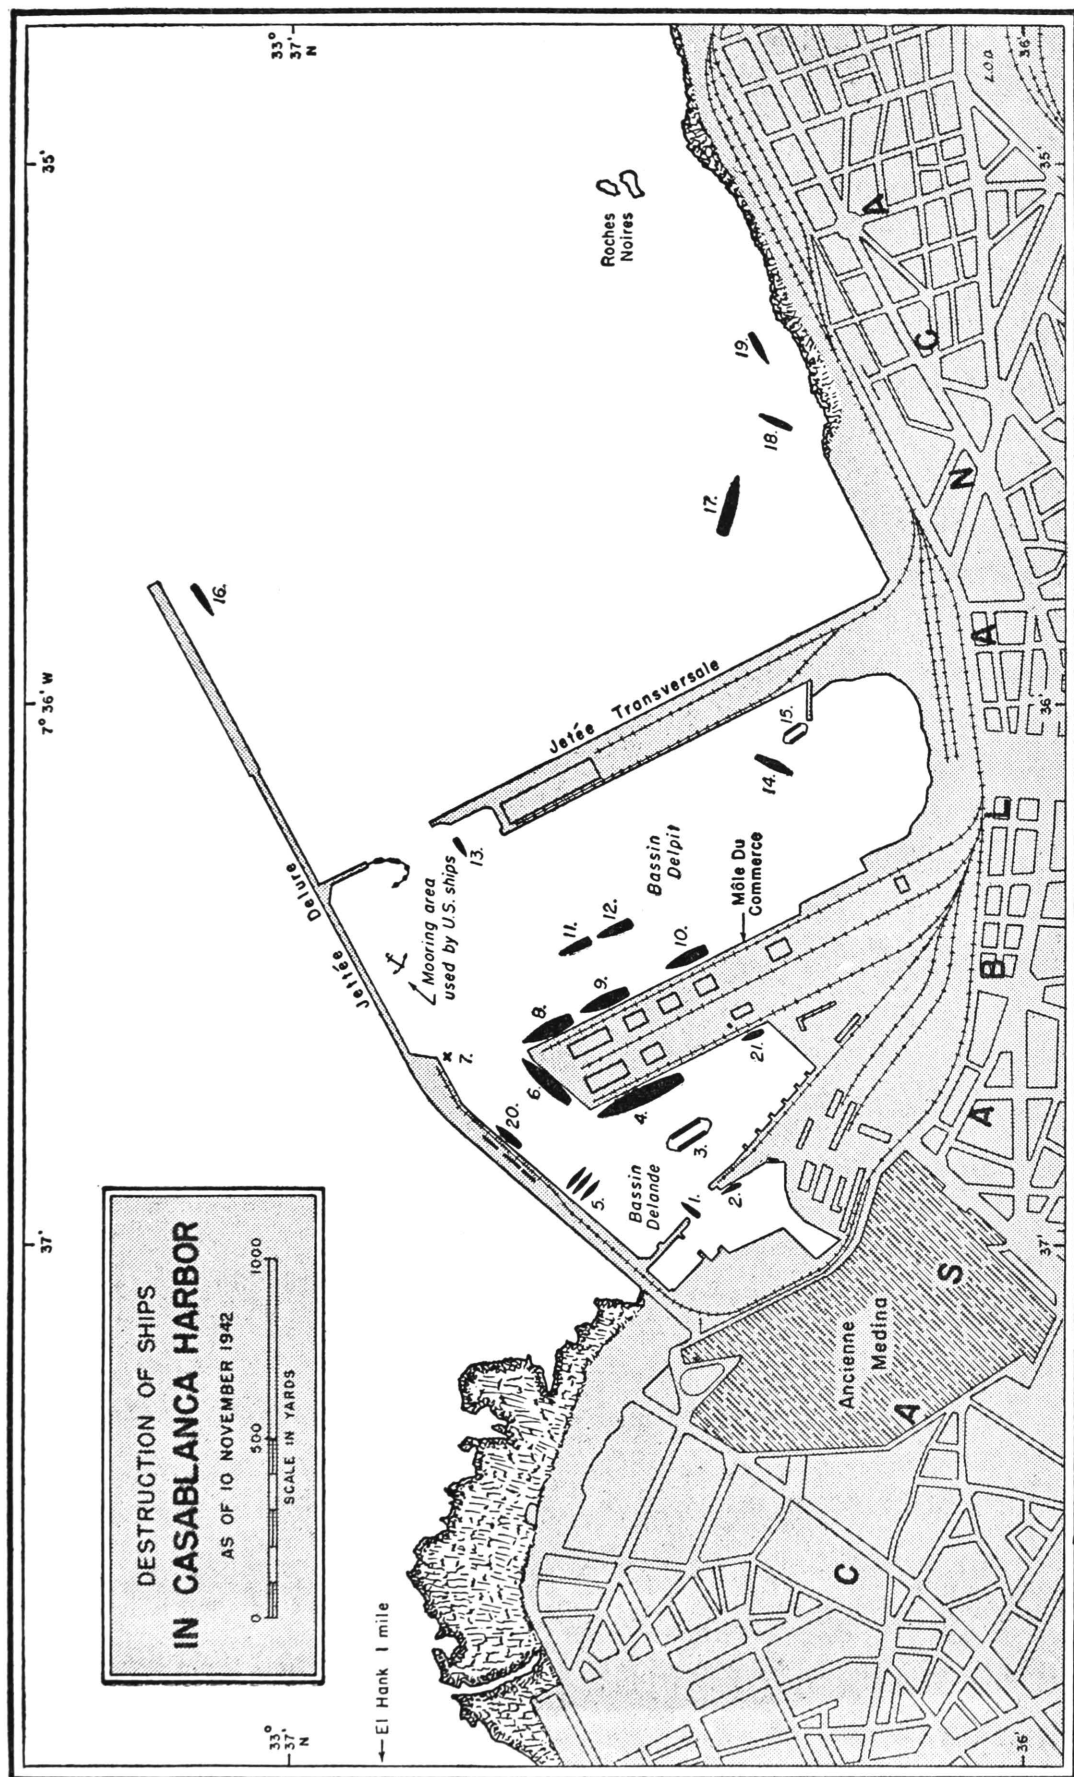 DESTRUCTION OF SHIPS
IN CASABLANCA HARBOR
AS OF 10 NOVEMBER 1942
0
500
1000
SCALE IN YARDS
37'
7° 36' W
35'
33°
37'
N
33°
37'
N
El Hank 1 mile
Jettée Delure
16.
Mooring area
used by U.S. ships
7.
13.
20.
6.
8.
9.
10.
11.
12.
5.
4.
3.
Bassin
Delande
1.
2.
21.
Bassin
Delpit
Môle Du
Commerce
14.
15.
Jetée Transversale
17.
18.
19.
Roches
Noires
Ancienne
Medina
C A S A B L A N C A
36'
37'
36'
35'
36'
L.O.D.